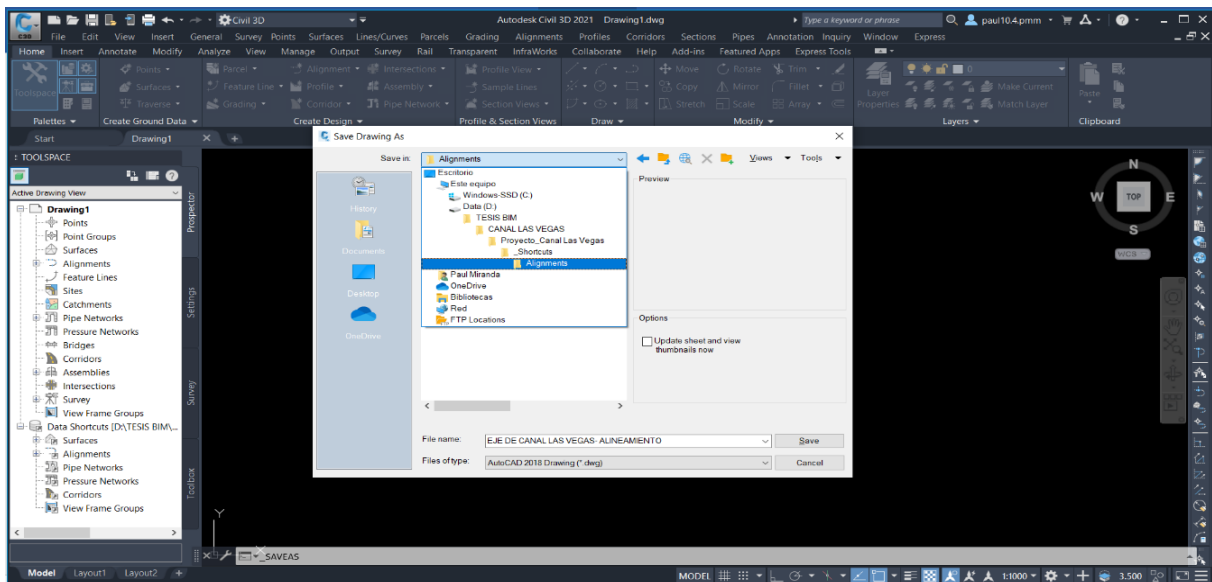 Civil 3D
Autodesk Civil 3D 2021 Drawing1.dwg
Type a keyword or phrase
paul10.4.pmm
C3D
File Edit View Insert General Survey Points Surfaces Lines/Curves Parcels Grading Alignments Profiles Corridors Sections Pipes Annotation Inquiry Window Express
Home Insert Annotate Modify Analyze View Manage Output Survey Rail Transparent InfraWorks Collaborate Help Add-ins Featured Apps Express Tools
Toolspace
Points
Parcel
Alignment
Intersections
Profile View
Move Rotate Trim
Surfaces
Feature Line
Profile
Assembly
Sample Lines
Copy Mirror Fillet
Layer
Properties
Make Current
Paste
Traverse
Grading
Corridor
Pipe Network
Section Views
Stretch Scale Array
Match Layer
Palettes
Create Ground Data
Create Design
Profile & Section Views
Draw
Modify
Layers
Clipboard
Start Drawing1
TOOLSPACE
Active Drawing View
Drawing1
Points
Point Groups
Surfaces
Alignments
Feature Lines
Sites
Catchments
Pipe Networks
Pressure Networks
Bridges
Corridors
Assemblies
Intersections
Survey
View Frame Groups
Data Shortcuts [D:\TESIS BIM\...
Surfaces
Alignments
Pipe Networks
Pressure Networks
Corridors
View Frame Groups
Prospector
Settings
Survey
Toolbox
Save Drawing As
Save in:
Alignments
Views Tools
History
Documents
Desktop
OneDrive
Escritorio
Este equipo
Windows-SSD (C:)
Data (D:)
TESIS BIM
CANAL LAS VEGAS
Proyecto_Canal Las Vegas
_Shortcuts
Alignments
Paul Miranda
OneDrive
Bibliotecas
Red
FTP Locations
Preview
Options
Update sheet and view
thumbnails now
File name:
EJE DE CANAL LAS VEGAS- ALINEAMIENTO
Save
Files of type:
AutoCAD 2018 Drawing (*.dwg)
Cancel
N
W
TOP
E
S
WCS
Y
_SAVEAS
Model Layout1 Layout2 +
MODEL
1:1000
3.500